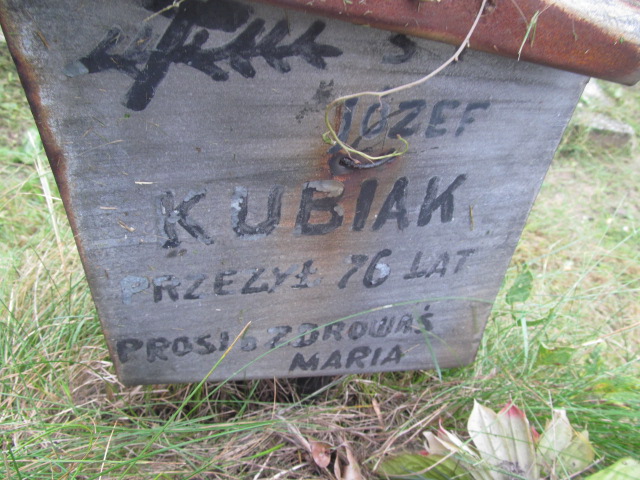 JÓZEF
KUBIAK
PRZEŻYŁ 76 LAT
PROSI o ZDROWAŚ
MARIA